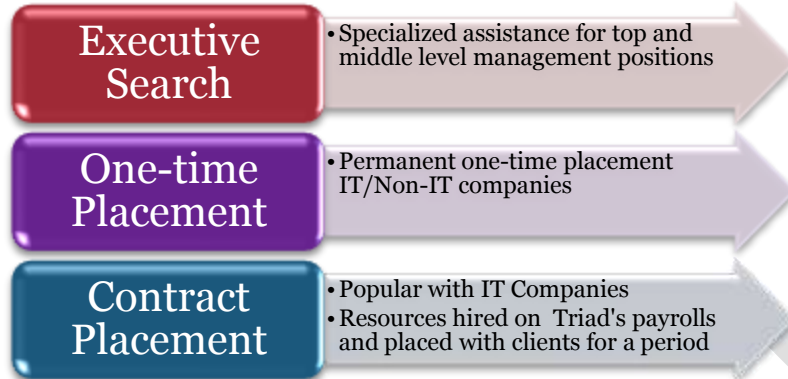 Executive
Search
• Specialized assistance for top and
middle level management positions
One-time
Placement
• Permanent one-time placement
IT/Non-IT companies
Contract
Placement
• Popular with IT Companies
• Resources hired on Triad's payrolls
and placed with clients for a period